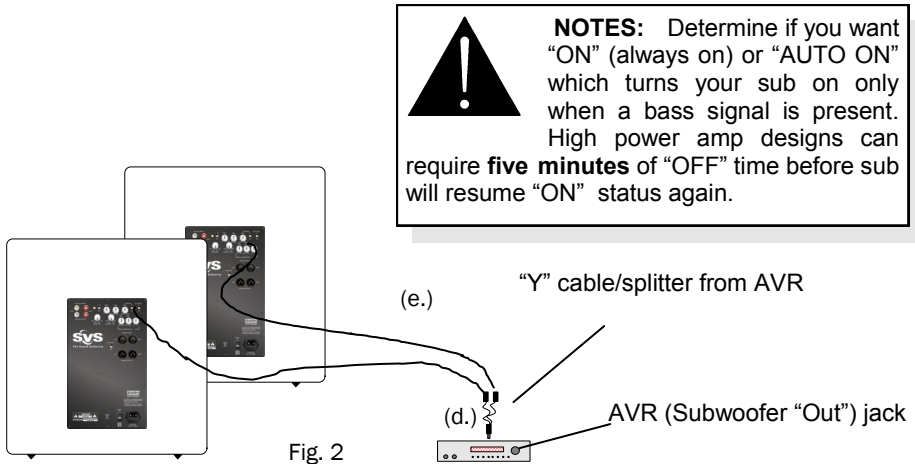 NOTES: Determine if you want
“ON” (always on) or “AUTO ON”
which turns your sub on only
when a bass signal is present.
High power amp designs can
require five minutes of “OFF” time before sub
will resume “ON” status again.
(e.)
“Y” cable/splitter from AVR
SVS
(d.)
AVR (Subwoofer “Out”) jack
Fig. 2